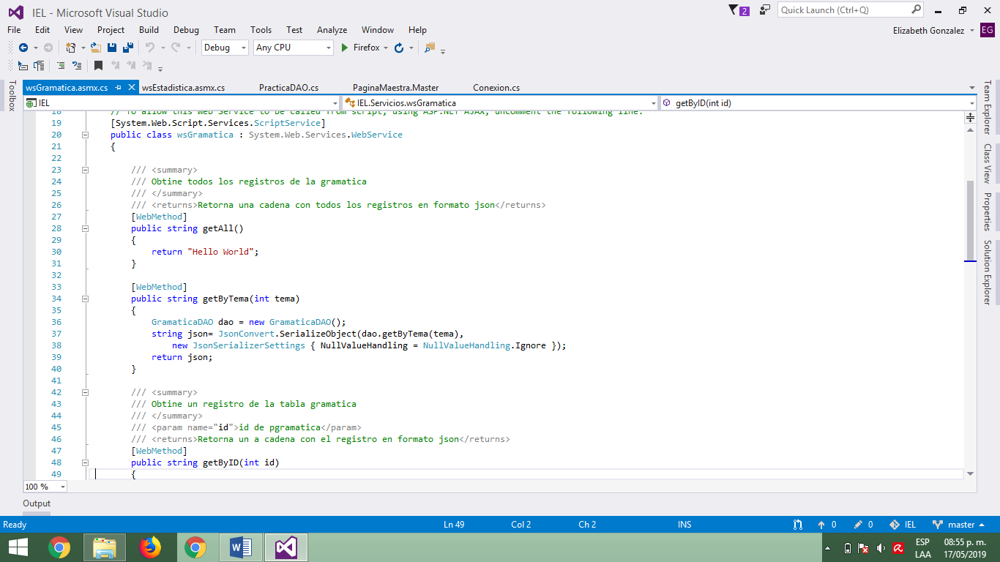 IEL - Microsoft Visual Studio
2
Quick Launch (Ctrl+Q)
File Edit View Project Build Debug Team Tools Test Analyze Window Help
Elizabeth Gonzalez EG
Debug Any CPU Firefox
wsGramatica.asmx.cs wsEstadistica.asmx.cs PracticaDAO.cs PaginaMaestra.Master Conexion.cs
IEL IEL.Servicios.wsGramatica getByID(int id)
Toolbox
Team Explorer
Class View
Properties
Solution Explorer
18 // To allow this Web Service to be called from script, using ASP.NET AJAX, uncomment the following line.
19 [System.Web.Script.Services.ScriptService]
20 public class wsGramatica : System.Web.Services.WebService
21 {
22
23 /// <summary>
24 /// Obtine todos los registros de la gramatica
25 /// </summary>
26 /// <returns>Retorna una cadena con todos los registros en formato json</returns>
27 [WebMethod]
28 public string getAll()
29 {
30 return "Hello World";
31 }
32
33 [WebMethod]
34 public string getByTema(int tema)
35 {
36 GramaticaDAO dao = new GramaticaDAO();
37 string json= JsonConvert.SerializeObject(dao.getByTema(tema),
38 new JsonSerializerSettings { NullValueHandling = NullValueHandling.Ignore });
39 return json;
40 }
41
42 /// <summary>
43 /// Obtine un registro de la tabla gramatica
44 /// </summary>
45 /// <param name="id">id de pgramatica</param>
46 /// <returns>Retorna un a cadena con el registro en formato json</returns>
47 [WebMethod]
48 public string getByID(int id)
49 {
100 %
Output
Ready Ln 49 Col 2 Ch 2 INS 0 0 IEL master
ESP 08:55 p. m.
LAA 17/05/2019